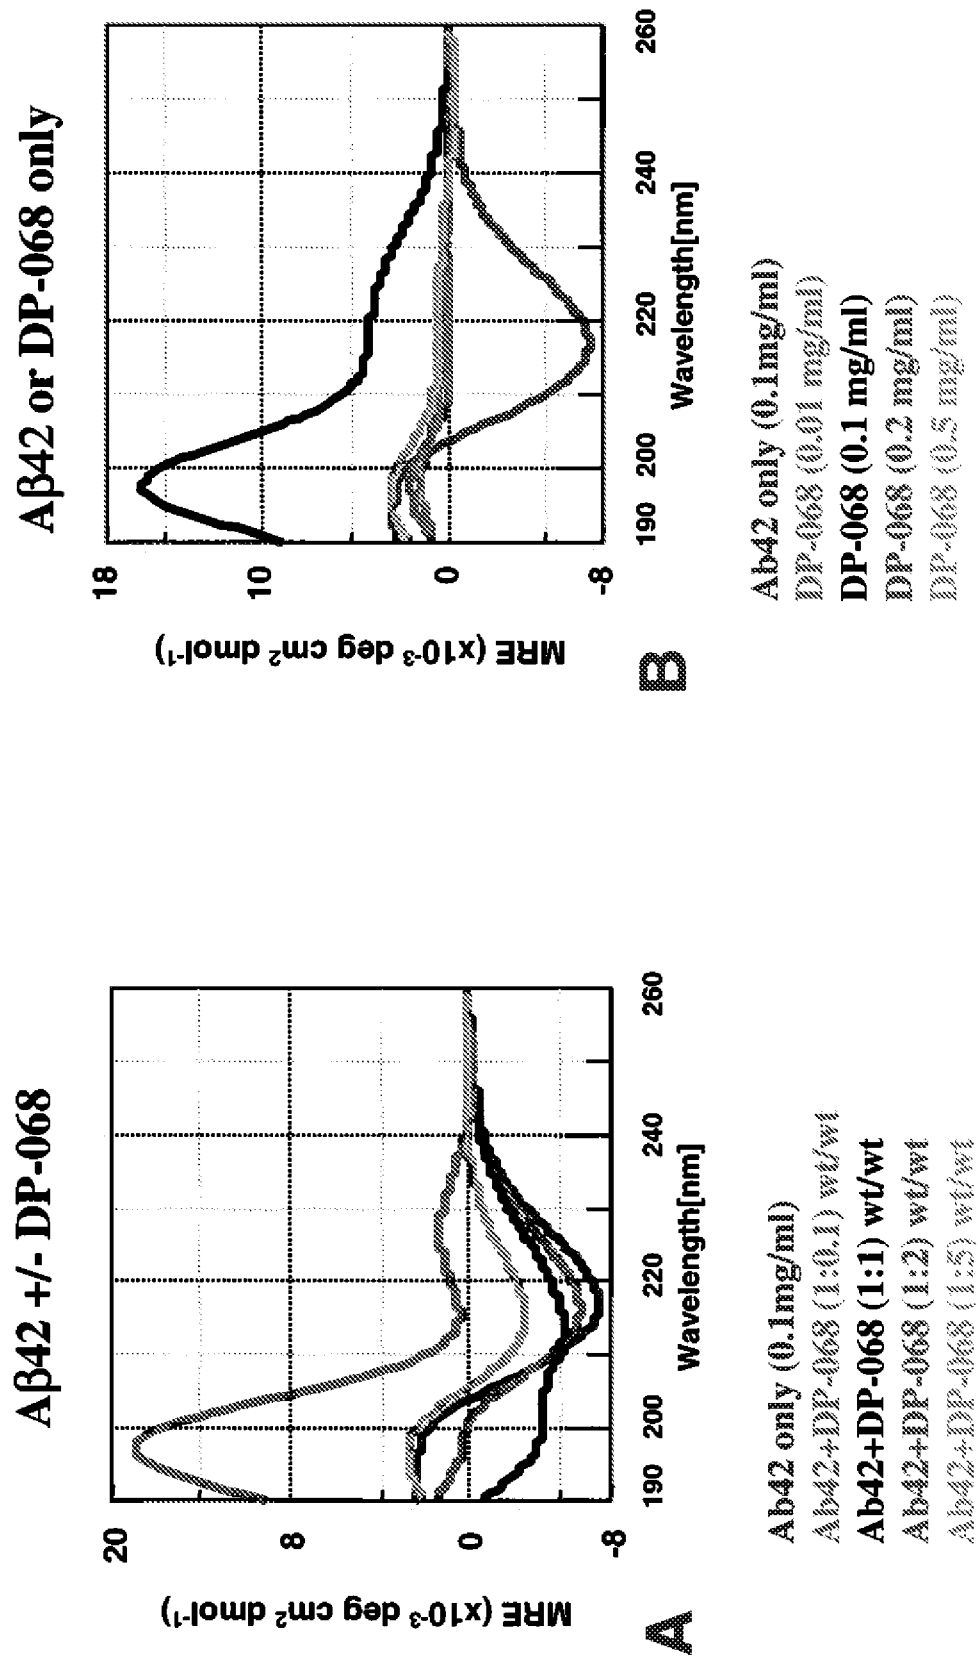 Aβ42 +/- DP-068
MRE (x10⁻³ deg cm² dmol⁻¹)
20
8
0
-8
190
200
220
240
260
Wavelength[nm]
A
Ab42 only (0.1mg/ml)
Ab42+DP-068 (1:0.1) wt/wt
Ab42+DP-068 (1:1) wt/wt
Ab42+DP-068 (1:2) wt/wt
Ab42+DP-068 (1:5) wt/wt
Aβ42 or DP-068 only
MRE (x10⁻³ deg cm² dmol⁻¹)
18
10
0
-8
190
200
220
240
260
Wavelength[nm]
B
Ab42 only (0.1mg/ml)
DP-068 (0.01 mg/ml)
DP-068 (0.1 mg/ml)
DP-068 (0.2 mg/ml)
DP-068 (0.5 mg/ml)